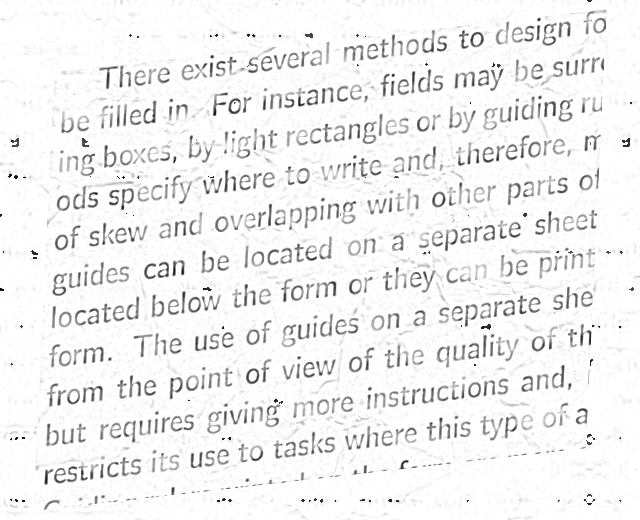 There exist several methods to design fo
be filled in. For instance, fields may be surr
ing boxes, by light rectangles or by guiding ru
ods specify where to write and, therefore, m
of skew and overlapping with other parts of
guides can be located on a separate sheet
located below the form or they can be print
form. The use of guides on a separate she
from the point of view of the quality of th
but requires giving more instructions and,
restricts its use to tasks where this type of a